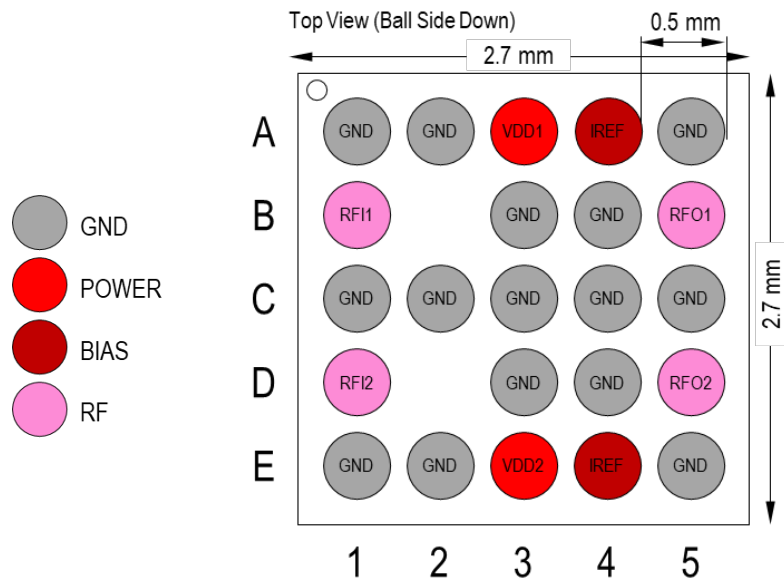 Top View (Ball Side Down)
0.5 mm
2.7 mm
A GND GND VDD1 IREF GND
B RFI1 GND GND RFO1
C GND GND GND GND GND
D RFI2 GND GND RFO2
E GND GND VDD2 IREF GND
1 2 3 4 5
2.7 mm
GND
POWER
BIAS
RF